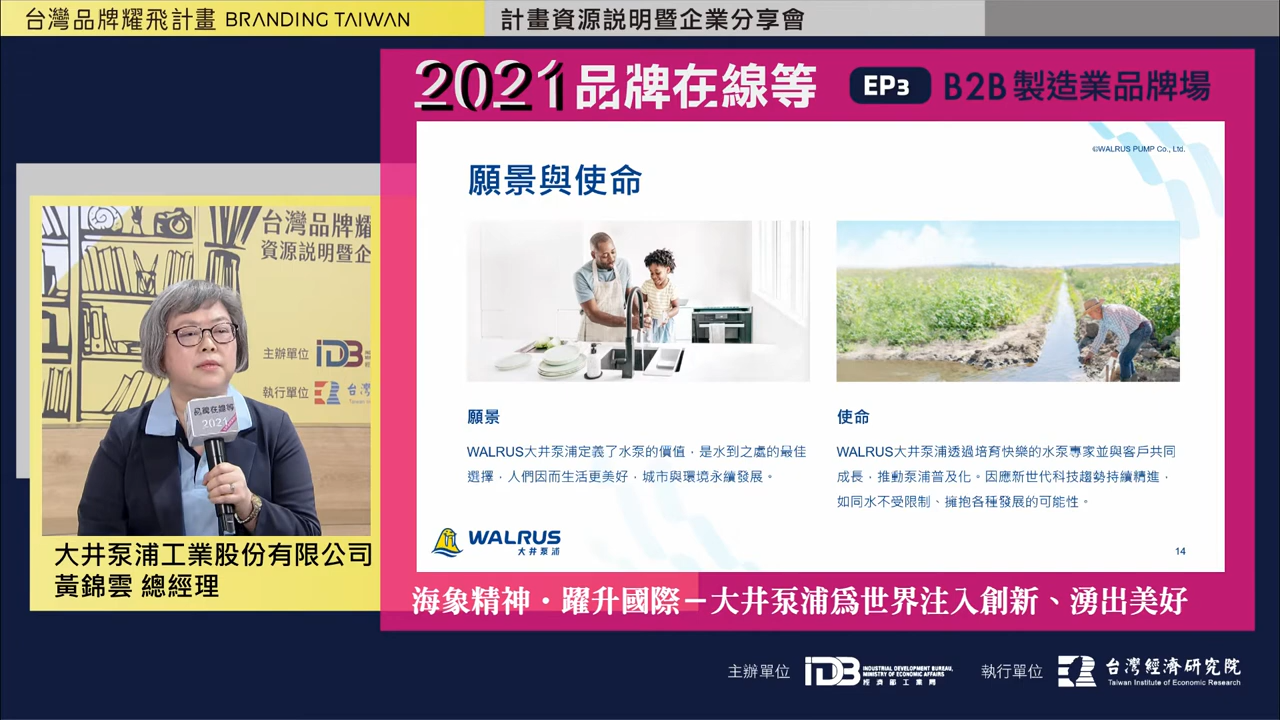 台灣品牌耀飛計畫 BRANDING TAIWAN
計畫資源説明暨企業分享會
2021品牌在線等
EP3
B2B 製造業品牌場
©WALRUS PUMP Co., Ltd.
願景與使命
願景
WALRUS大井泵浦定義了水泵的價值，是水到之處的最佳
選擇，人們因而生活更美好，城市與環境永續發展。
使命
WALRUS大井泵浦透過培育快樂的水泵專家並與客戶共同
成長，推動泵浦普及化。因應新世代科技趨勢持續精進，
如同水不受限制、擁抱各種發展的可能性。
WALRUS
大井泵浦
14
台灣品牌耀
資源説明暨企
主辦單位 IDB
執行單位
品牌在線等
2021
大井泵浦工業股份有限公司
黃錦雲 總經理
海象精神・躍升國際－大井泵浦爲世界注入創新、湧出美好
主辦單位
IDB
INDUSTRIAL DEVELOPMENT BUREAU,
MINISTRY OF ECONOMIC AFFAIRS
經濟部工業局
執行單位
台灣經濟研究院
Taiwan Institute of Economic Research